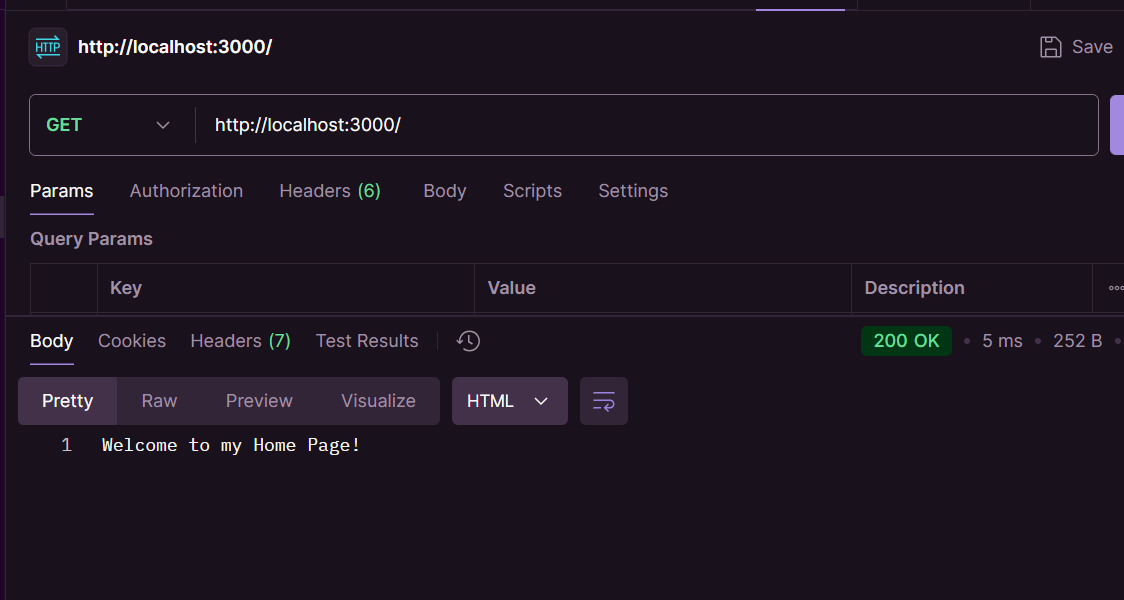 HTTP http://localhost:3000/ Save
GET http://localhost:3000/
Params Authorization Headers (6) Body Scripts Settings
Query Params
Key Value Description
Body Cookies Headers (7) Test Results 200 OK • 5 ms • 252 B •
Pretty Raw Preview Visualize HTML
1 Welcome to my Home Page!